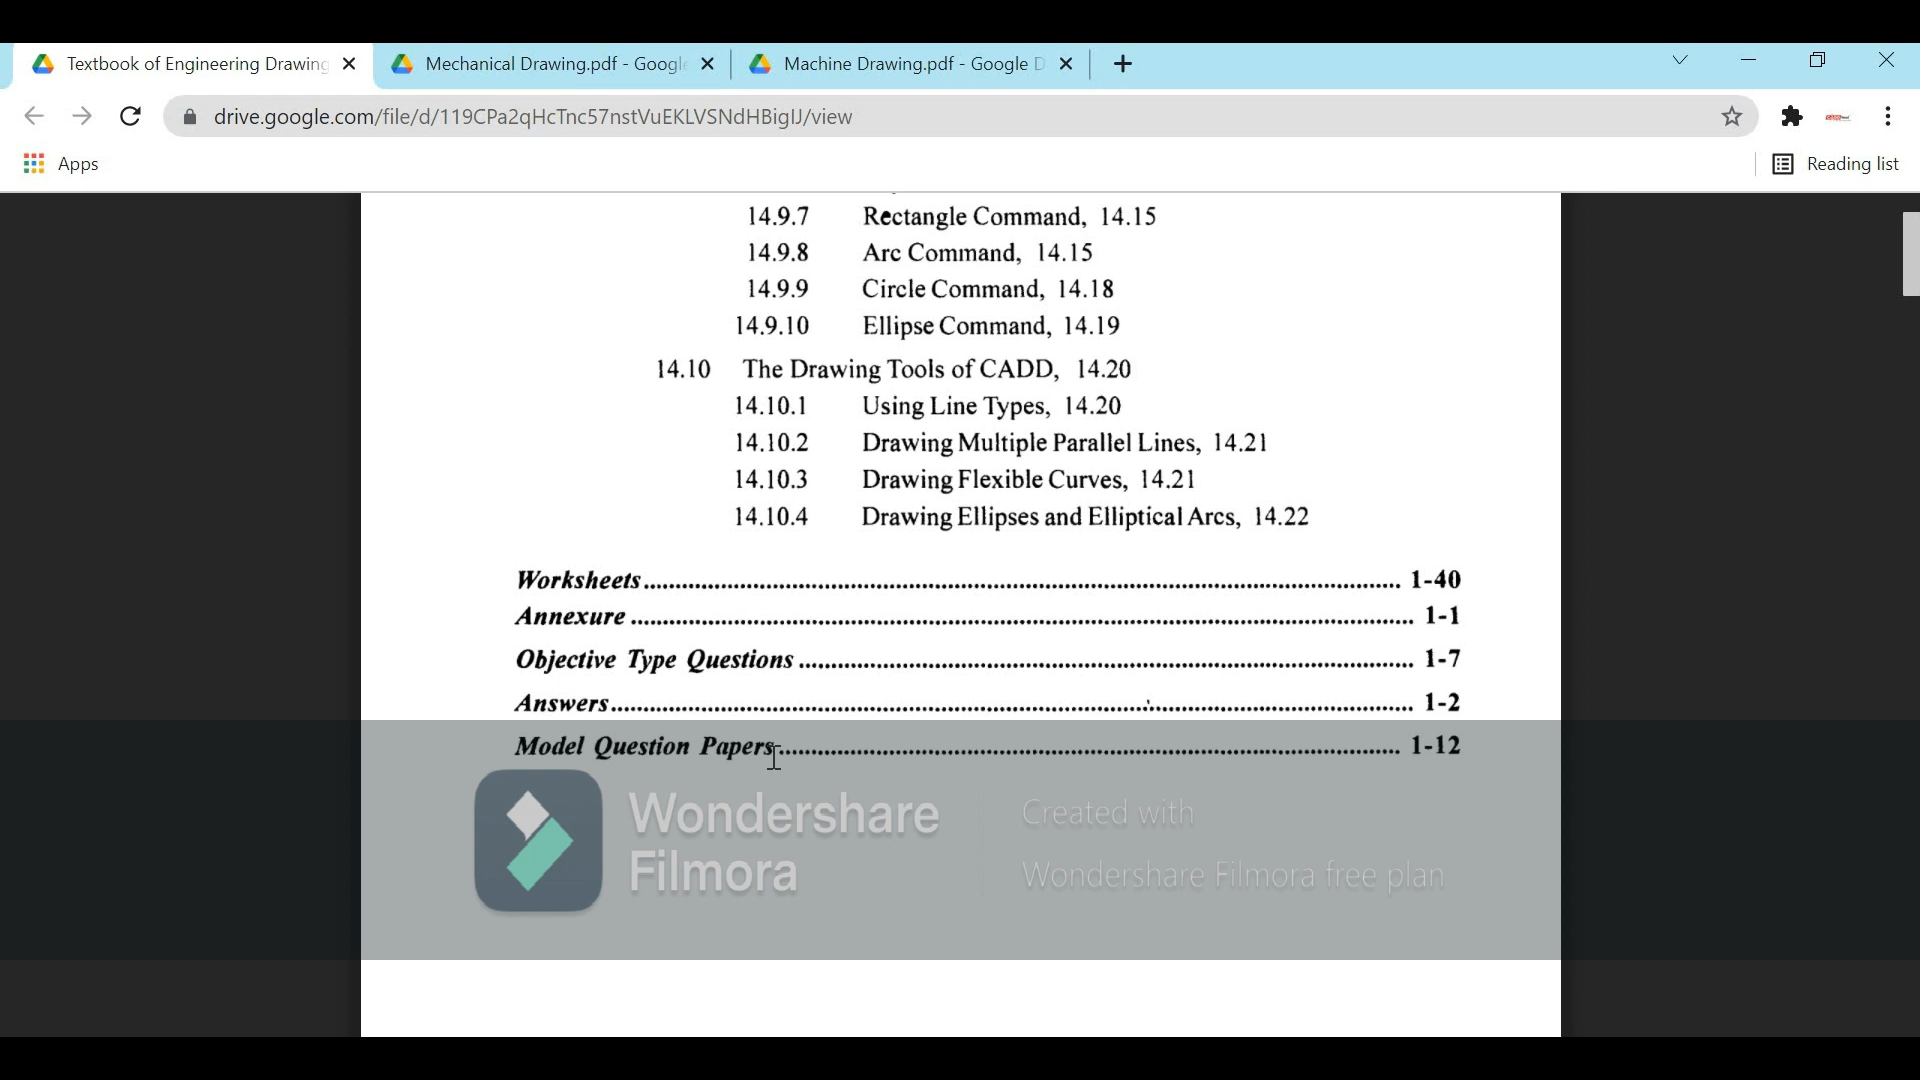 Textbook of Engineering Drawing
Mechanical Drawing.pdf - Google
Machine Drawing.pdf - Google D
drive.google.com/file/d/119CPa2qHcTnc57nstVuEKLVSNdHBigIJ/view
Apps
Reading list
14.9.7 Rectangle Command, 14.15
14.9.8 Arc Command, 14.15
14.9.9 Circle Command, 14.18
14.9.10 Ellipse Command, 14.19
14.10 The Drawing Tools of CADD, 14.20
14.10.1 Using Line Types, 14.20
14.10.2 Drawing Multiple Parallel Lines, 14.21
14.10.3 Drawing Flexible Curves, 14.21
14.10.4 Drawing Ellipses and Elliptical Arcs, 14.22
Worksheets ........ 1-40
Annexure ........ 1-1
Objective Type Questions ........ 1-7
Answers ........ 1-2
Model Question Papers ........ 1-12
Wondershare
Filmora
Created with
Wondershare Filmora free plan